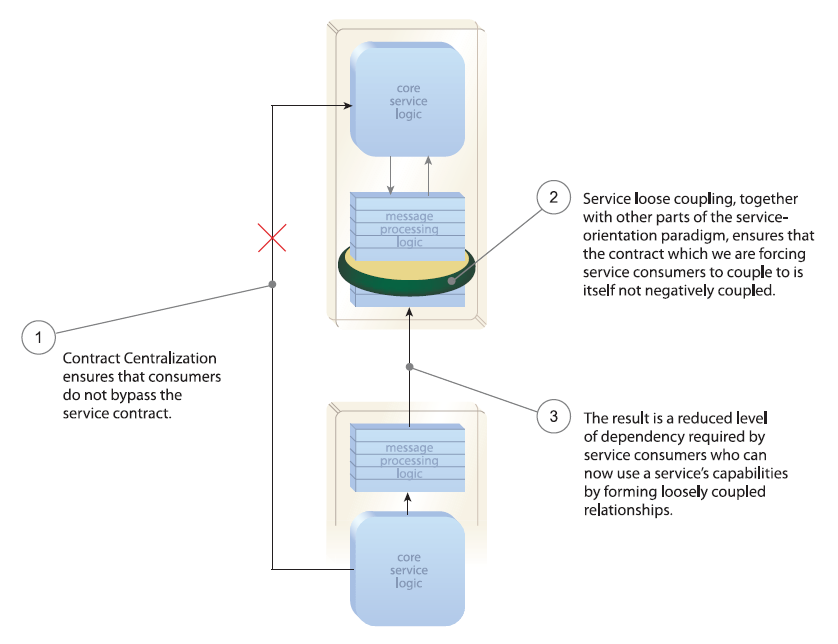 core
service
logic
message
processing
logic
2
Service loose coupling, together
with other parts of the service-
orientation paradigm, ensures that
the contract which we are forcing
service consumers to couple to is
itself not negatively coupled.
1
Contract Centralization
ensures that consumers
do not bypass the
service contract.
3
The result is a reduced level
of dependency required by
service consumers who can
now use a service's capabilities
by forming loosely coupled
relationships.
message
processing
logic
core
service
logic